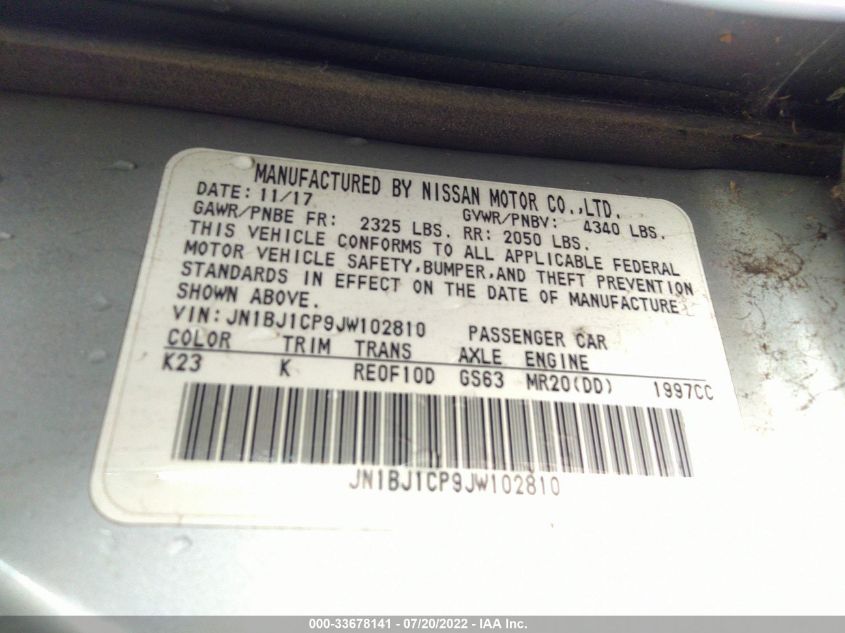 MANUFACTURED BY NISSAN MOTOR CO.,LTD.
DATE: 11/17 GVWR/PNBV: 4340 LBS.
GAWR/PNBE FR: 2325 LBS. RR: 2050 LBS.
THIS VEHICLE CONFORMS TO ALL APPLICABLE FEDERAL
MOTOR VEHICLE SAFETY,BUMPER,AND THEFT PREVENTION
STANDARDS IN EFFECT ON THE DATE OF MANUFACTURE
SHOWN ABOVE.
VIN:JN1BJ1CP9JW102810 PASSENGER CAR
COLOR TRIM TRANS AXLE ENGINE
K23 K RE0F10D GS63 MR20(DD) 1997CC
JN1BJ1CP9JW102810
000-33678141 - 07/20/2022 - IAA Inc.